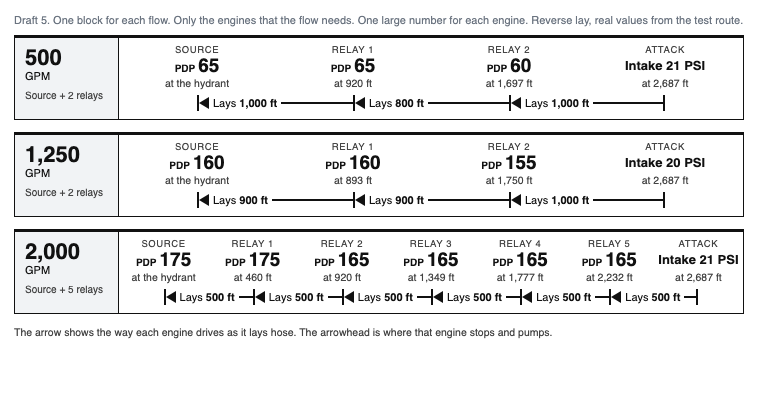 Draft 5. One block for each flow. Only the engines that the flow needs. One large number for each engine. Reverse lay, real values from the test route.
500
GPM
Source + 2 relays
SOURCE RELAY 1 RELAY 2 ATTACK
PDP 65 PDP 65 PDP 60 Intake 21 PSI
at the hydrant at 920 ft at 1,697 ft at 2,687 ft
Lays 1,000 ft Lays 800 ft Lays 1,000 ft
1,250
GPM
Source + 2 relays
SOURCE RELAY 1 RELAY 2 ATTACK
PDP 160 PDP 160 PDP 155 Intake 20 PSI
at the hydrant at 893 ft at 1,750 ft at 2,687 ft
Lays 900 ft Lays 900 ft Lays 1,000 ft
2,000
GPM
Source + 5 relays
SOURCE RELAY 1 RELAY 2 RELAY 3 RELAY 4 RELAY 5 ATTACK
PDP 175 PDP 175 PDP 165 PDP 165 PDP 165 PDP 165 Intake 21 PSI
at the hydrant at 460 ft at 920 ft at 1,349 ft at 1,777 ft at 2,232 ft at 2,687 ft
Lays 500 ft Lays 500 ft Lays 500 ft Lays 500 ft Lays 500 ft Lays 500 ft
The arrow shows the way each engine drives as it lays hose. The arrowhead is where that engine stops and pumps.